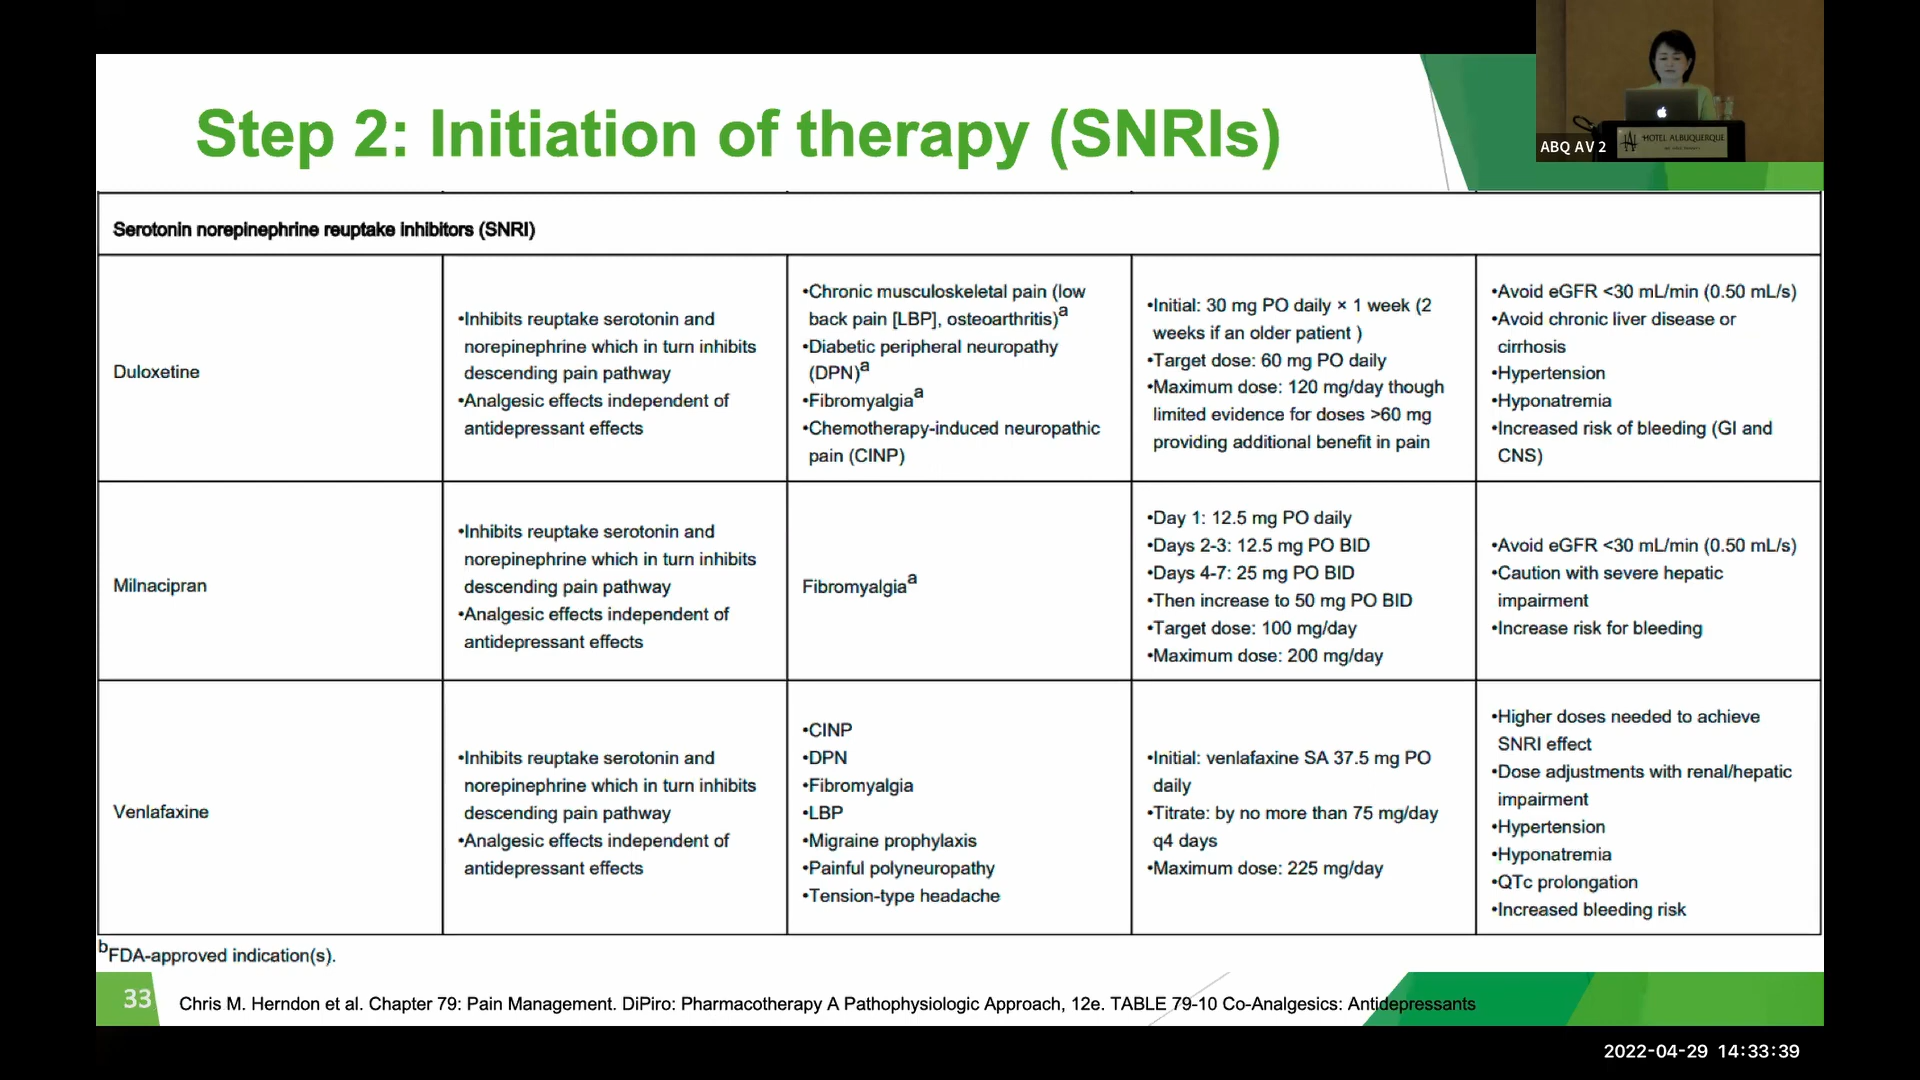 Step 2: Initiation of therapy (SNRIs)
ABQ AV 2
HOTEL ALBUQUERQUE
Serotonin norepinephrine reuptake inhibitors (SNRI)
Duloxetine
•Inhibits reuptake serotonin and
norepinephrine which in turn inhibits
descending pain pathway
•Analgesic effects independent of
antidepressant effects
•Chronic musculoskeletal pain (low
back pain [LBP], osteoarthritis)a
•Diabetic peripheral neuropathy
(DPN)a
•Fibromyalgiaa
•Chemotherapy-induced neuropathic
pain (CINP)
•Initial: 30 mg PO daily × 1 week (2
weeks if an older patient )
•Target dose: 60 mg PO daily
•Maximum dose: 120 mg/day though
limited evidence for doses >60 mg
providing additional benefit in pain
•Avoid eGFR <30 mL/min (0.50 mL/s)
•Avoid chronic liver disease or
cirrhosis
•Hypertension
•Hyponatremia
•Increased risk of bleeding (GI and
CNS)
Milnacipran
•Inhibits reuptake serotonin and
norepinephrine which in turn inhibits
descending pain pathway
•Analgesic effects independent of
antidepressant effects
Fibromyalgiaa
•Day 1: 12.5 mg PO daily
•Days 2-3: 12.5 mg PO BID
•Days 4-7: 25 mg PO BID
•Then increase to 50 mg PO BID
•Target dose: 100 mg/day
•Maximum dose: 200 mg/day
•Avoid eGFR <30 mL/min (0.50 mL/s)
•Caution with severe hepatic
impairment
•Increase risk for bleeding
Venlafaxine
•Inhibits reuptake serotonin and
norepinephrine which in turn inhibits
descending pain pathway
•Analgesic effects independent of
antidepressant effects
•CINP
•DPN
•Fibromyalgia
•LBP
•Migraine prophylaxis
•Painful polyneuropathy
•Tension-type headache
•Initial: venlafaxine SA 37.5 mg PO
daily
•Titrate: by no more than 75 mg/day
q4 days
•Maximum dose: 225 mg/day
•Higher doses needed to achieve
SNRI effect
•Dose adjustments with renal/hepatic
impairment
•Hypertension
•Hyponatremia
•QTc prolongation
•Increased bleeding risk
bFDA-approved indication(s).
33
Chris M. Herndon et al. Chapter 79: Pain Management. DiPiro: Pharmacotherapy A Pathophysiologic Approach, 12e. TABLE 79-10 Co-Analgesics: Antidepressants
2022-04-29 14:33:39